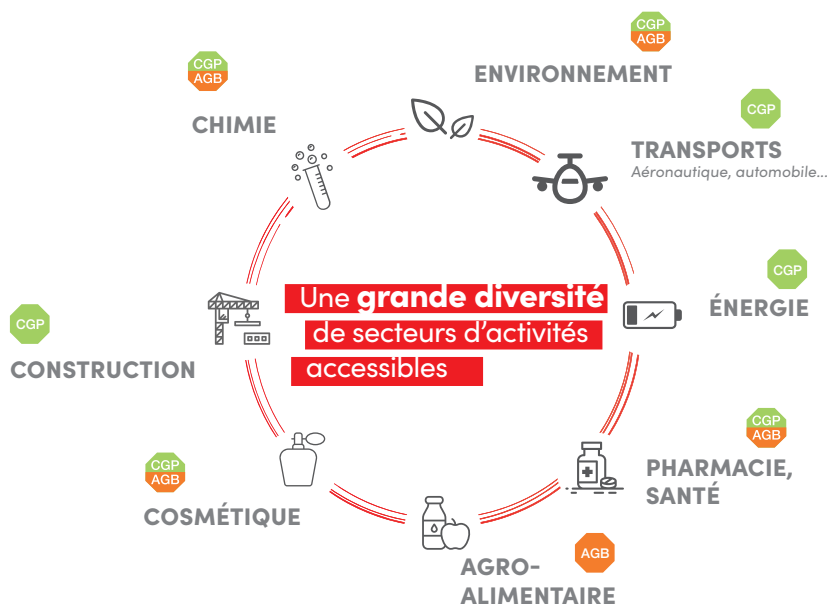 CGP
AGB
ENVIRONNEMENT
CGP
AGB
CHIMIE
CGP
TRANSPORTS
Aéronautique, automobile...
CGP
ÉNERGIE
Une grande diversité
de secteurs d'activités
accessibles
CGP
CONSTRUCTION
CGP
AGB
PHARMACIE,
SANTÉ
CGP
AGB
COSMÉTIQUE
AGB
AGRO-
ALIMENTAIRE